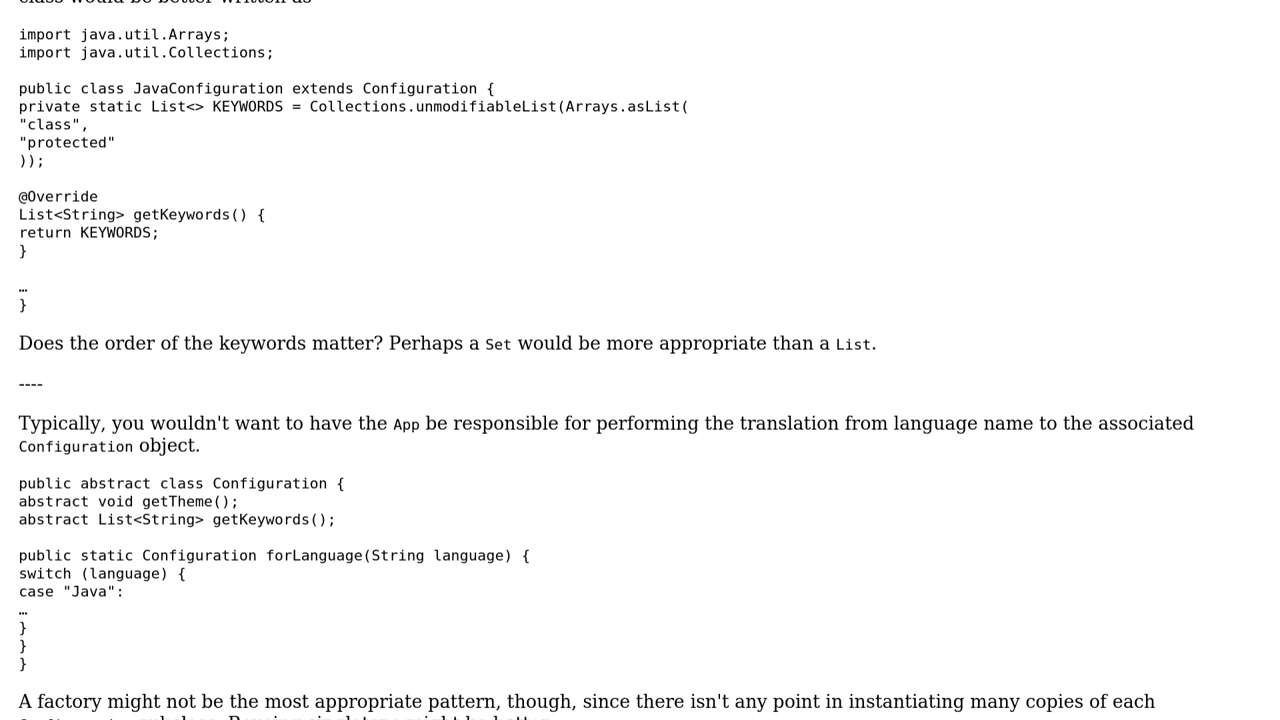 import java.util.Arrays;
import java.util.Collections;
public class JavaConfiguration extends Configuration {
private static List<> KEYWORDS = Collections.unmodifiableList(Arrays.asList(
"class",
"protected"
));
@Override
List<String> getKeywords() {
return KEYWORDS;
}
…
}
Does the order of the keywords matter? Perhaps a Set would be more appropriate than a List.
----
Typically, you wouldn't want to have the App be responsible for performing the translation from language name to the associated
Configuration object.
public abstract class Configuration {
abstract void getTheme();
abstract List<String> getKeywords();
public static Configuration forLanguage(String language) {
switch (language) {
case "Java":
…
}
}
}
A factory might not be the most appropriate pattern, though, since there isn't any point in instantiating many copies of each